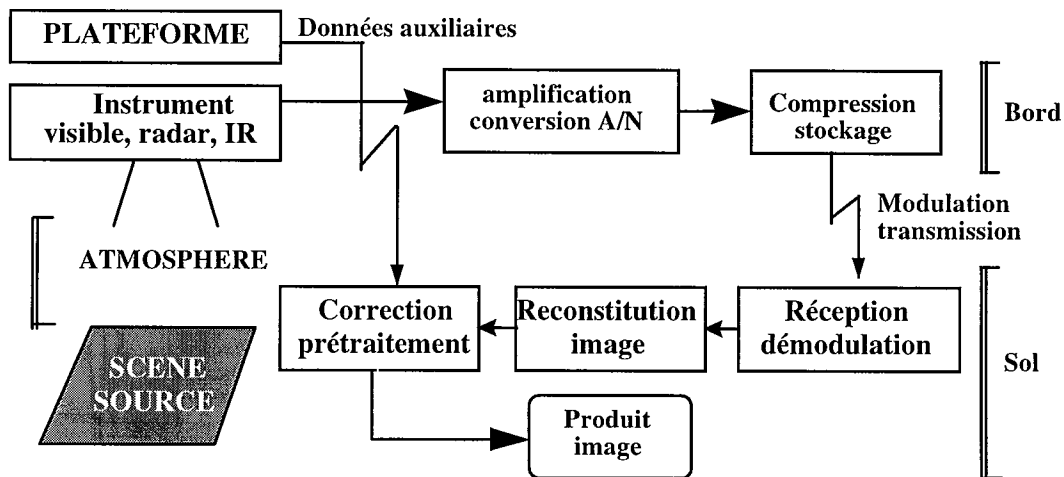 PLATEFORME
Données auxiliaires
Instrument
visible, radar, IR
amplification
conversion A/N
Compression
stockage
Bord
Modulation
transmission
ATMOSPHERE
Correction
prétraitement
Reconstitution
image
Réception
démodulation
Sol
SCENE
SOURCE
Produit
image